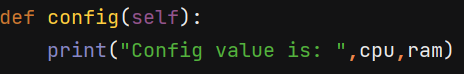 def config(self):
    print("Config value is: ",cpu,ram)